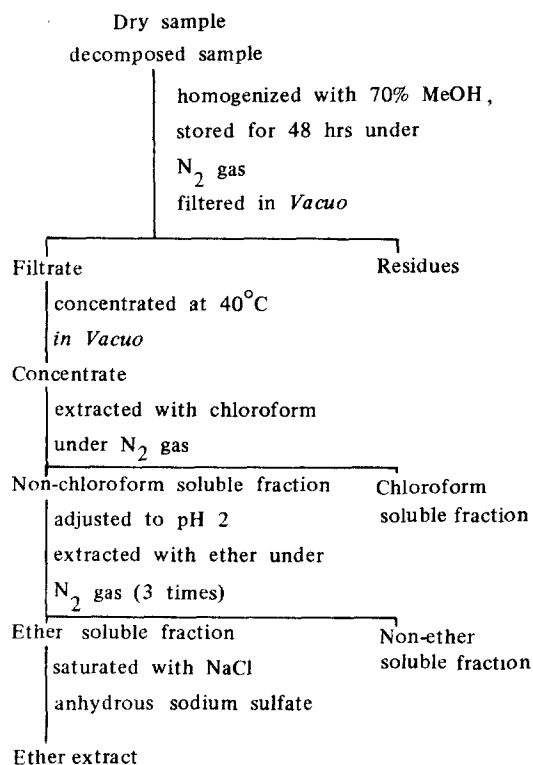 Dry sample
decomposed sample
homogenized with 70% MeOH,
stored for 48 hrs under
N2 gas
filtered in Vacuo
Filtrate
Residues
concentrated at 40°C
in Vacuo
Concentrate
extracted with chloroform
under N2 gas
Non-chloroform soluble fraction
Chloroform
soluble fraction
adjusted to pH 2
extracted with ether under
N2 gas (3 times)
Ether soluble fraction
Non-ether
soluble fraction
saturated with NaCl
anhydrous sodium sulfate
Ether extract